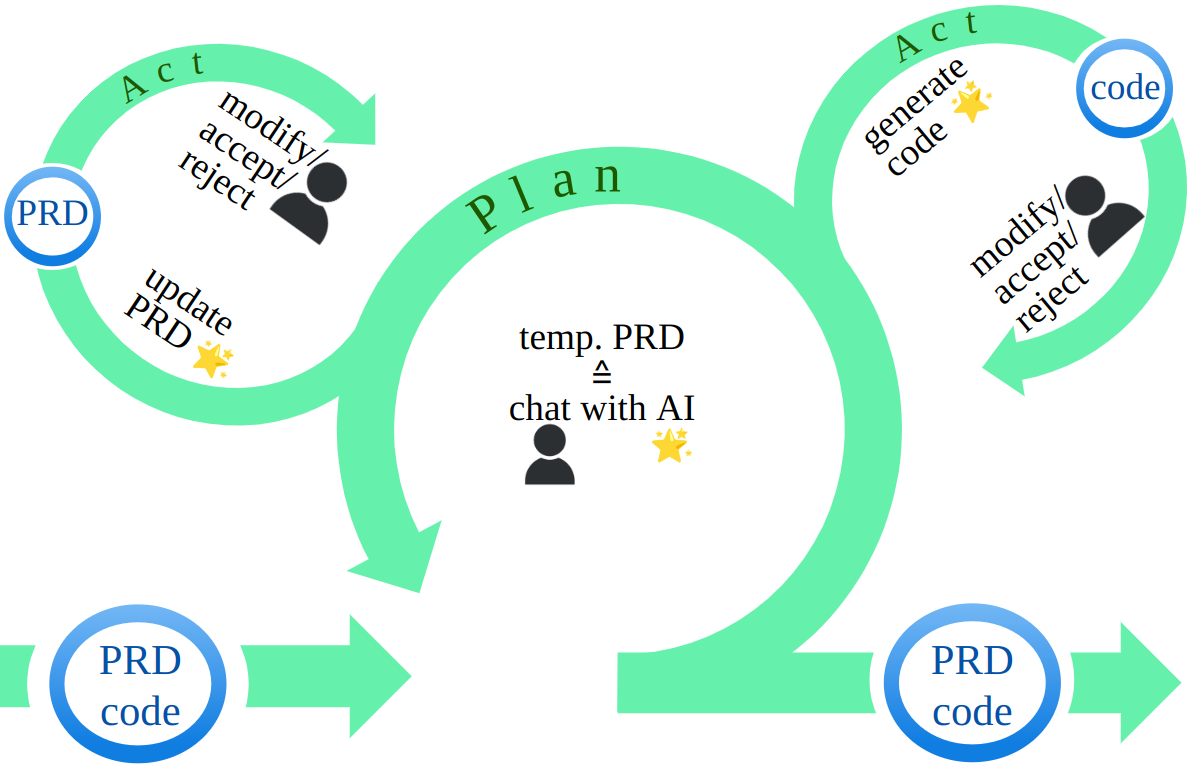 Act
modify/
accept/
reject
PRD
update
PRD
Plan
temp. PRD
≙
chat with AI
Act
generate
code
code
modify/
accept/
reject
PRD
code
PRD
code